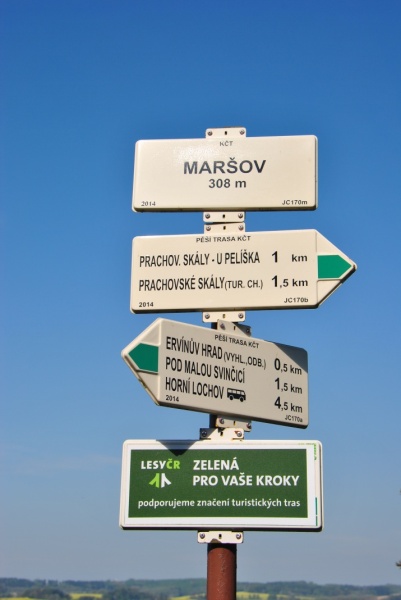 KČT
MARŠOV
308 m
2014 JC170m
PĚŠÍ TRASA KČT
PRACHOV. SKÁLY - U PELÍŠKA 1 km
PRACHOVSKÉ SKÁLY (TUR. CH.) 1,5 km
2014 JC170b
PĚŠÍ TRASA KČT
ERVÍNŮV HRAD (VYHL., ODB.) 0,5 km
POD MALOU SVINČICÍ 1,5 km
HORNÍ LOCHOV 4,5 km
2014 JC170a
LESY ČR ZELENÁ
PRO VAŠE KROKY
podporujeme značení turistických tras